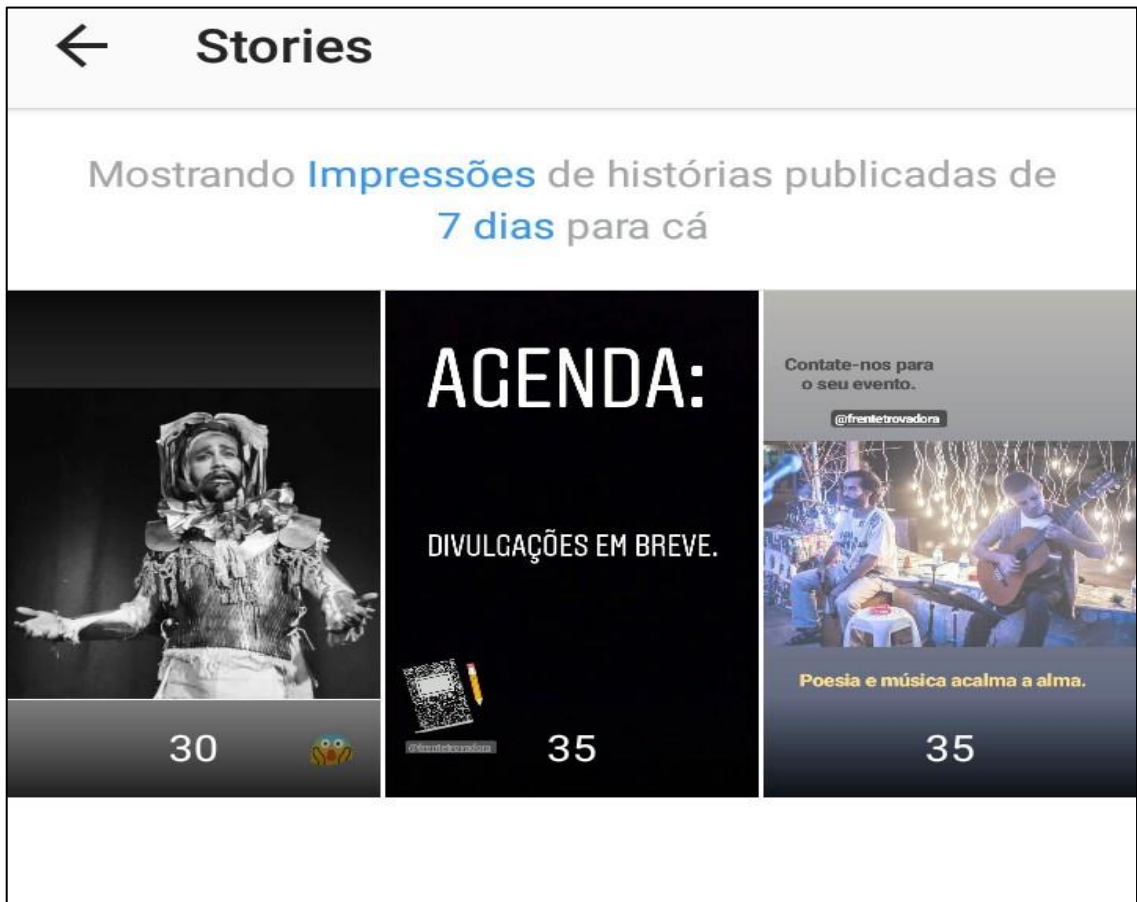 Stories
Mostrando Impressões de histórias publicadas de
7 dias para cá
AGENDA:
DIVULGAÇÕES EM BREVE.
@frentetrovadora
30
35
Contate-nos para
o seu evento.
@frentetrovadora
Poesia e música acalma a alma.
35